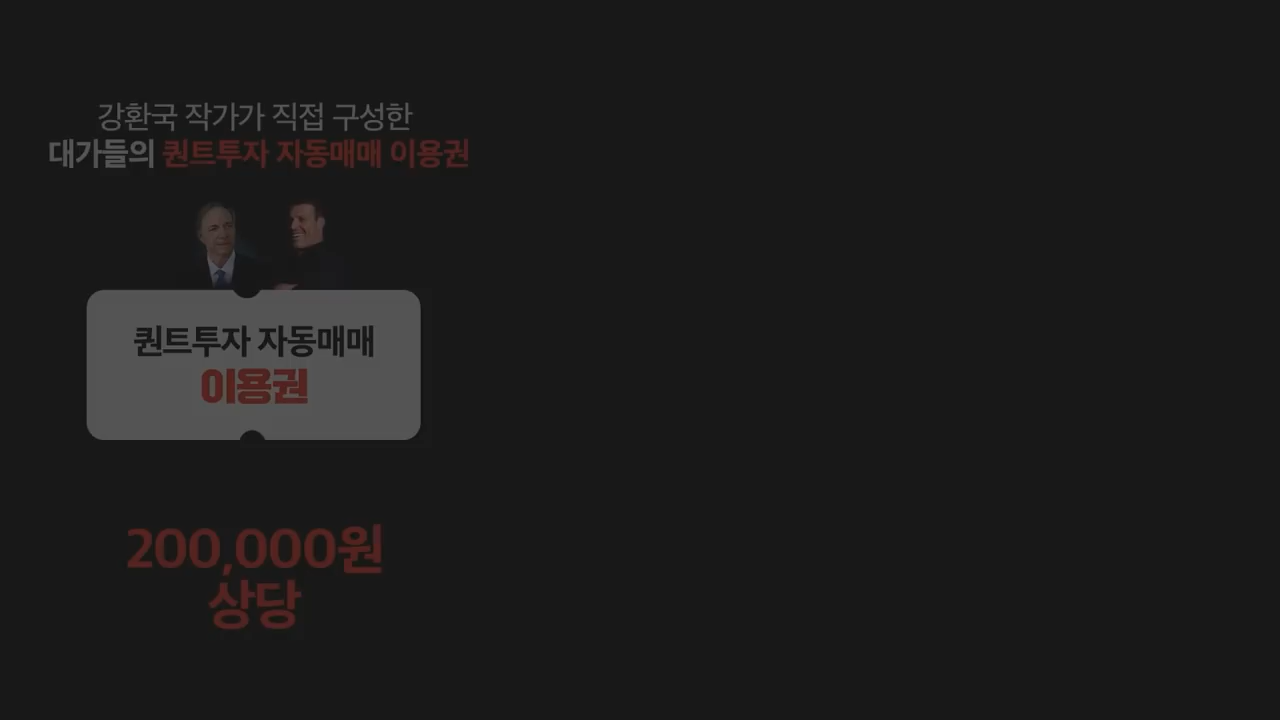 강환국 작가가 직접 구성한
대가들의 퀀트투자 자동매매 이용권
퀀트투자 자동매매
이용권
200,000원
상당